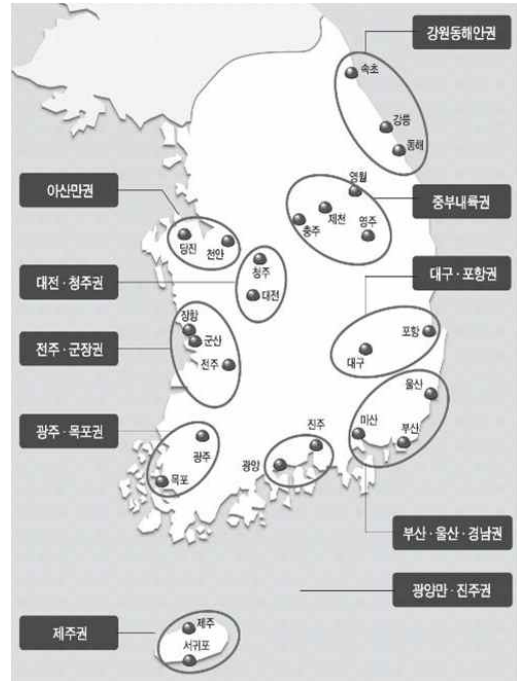 강원동해안권
속초
강릉
동해
아산만권
영월
중부내륙권
제천
충주
영주
당진
천안
대전·청주권
청주
대전
대구·포항권
장항
군산
전주
전주·군장권
포항
대구
울산
마산
부산
광주·목포권
광주
목포
진주
광양
부산·울산·경남권
광양만·진주권
제주권
제주
서귀포